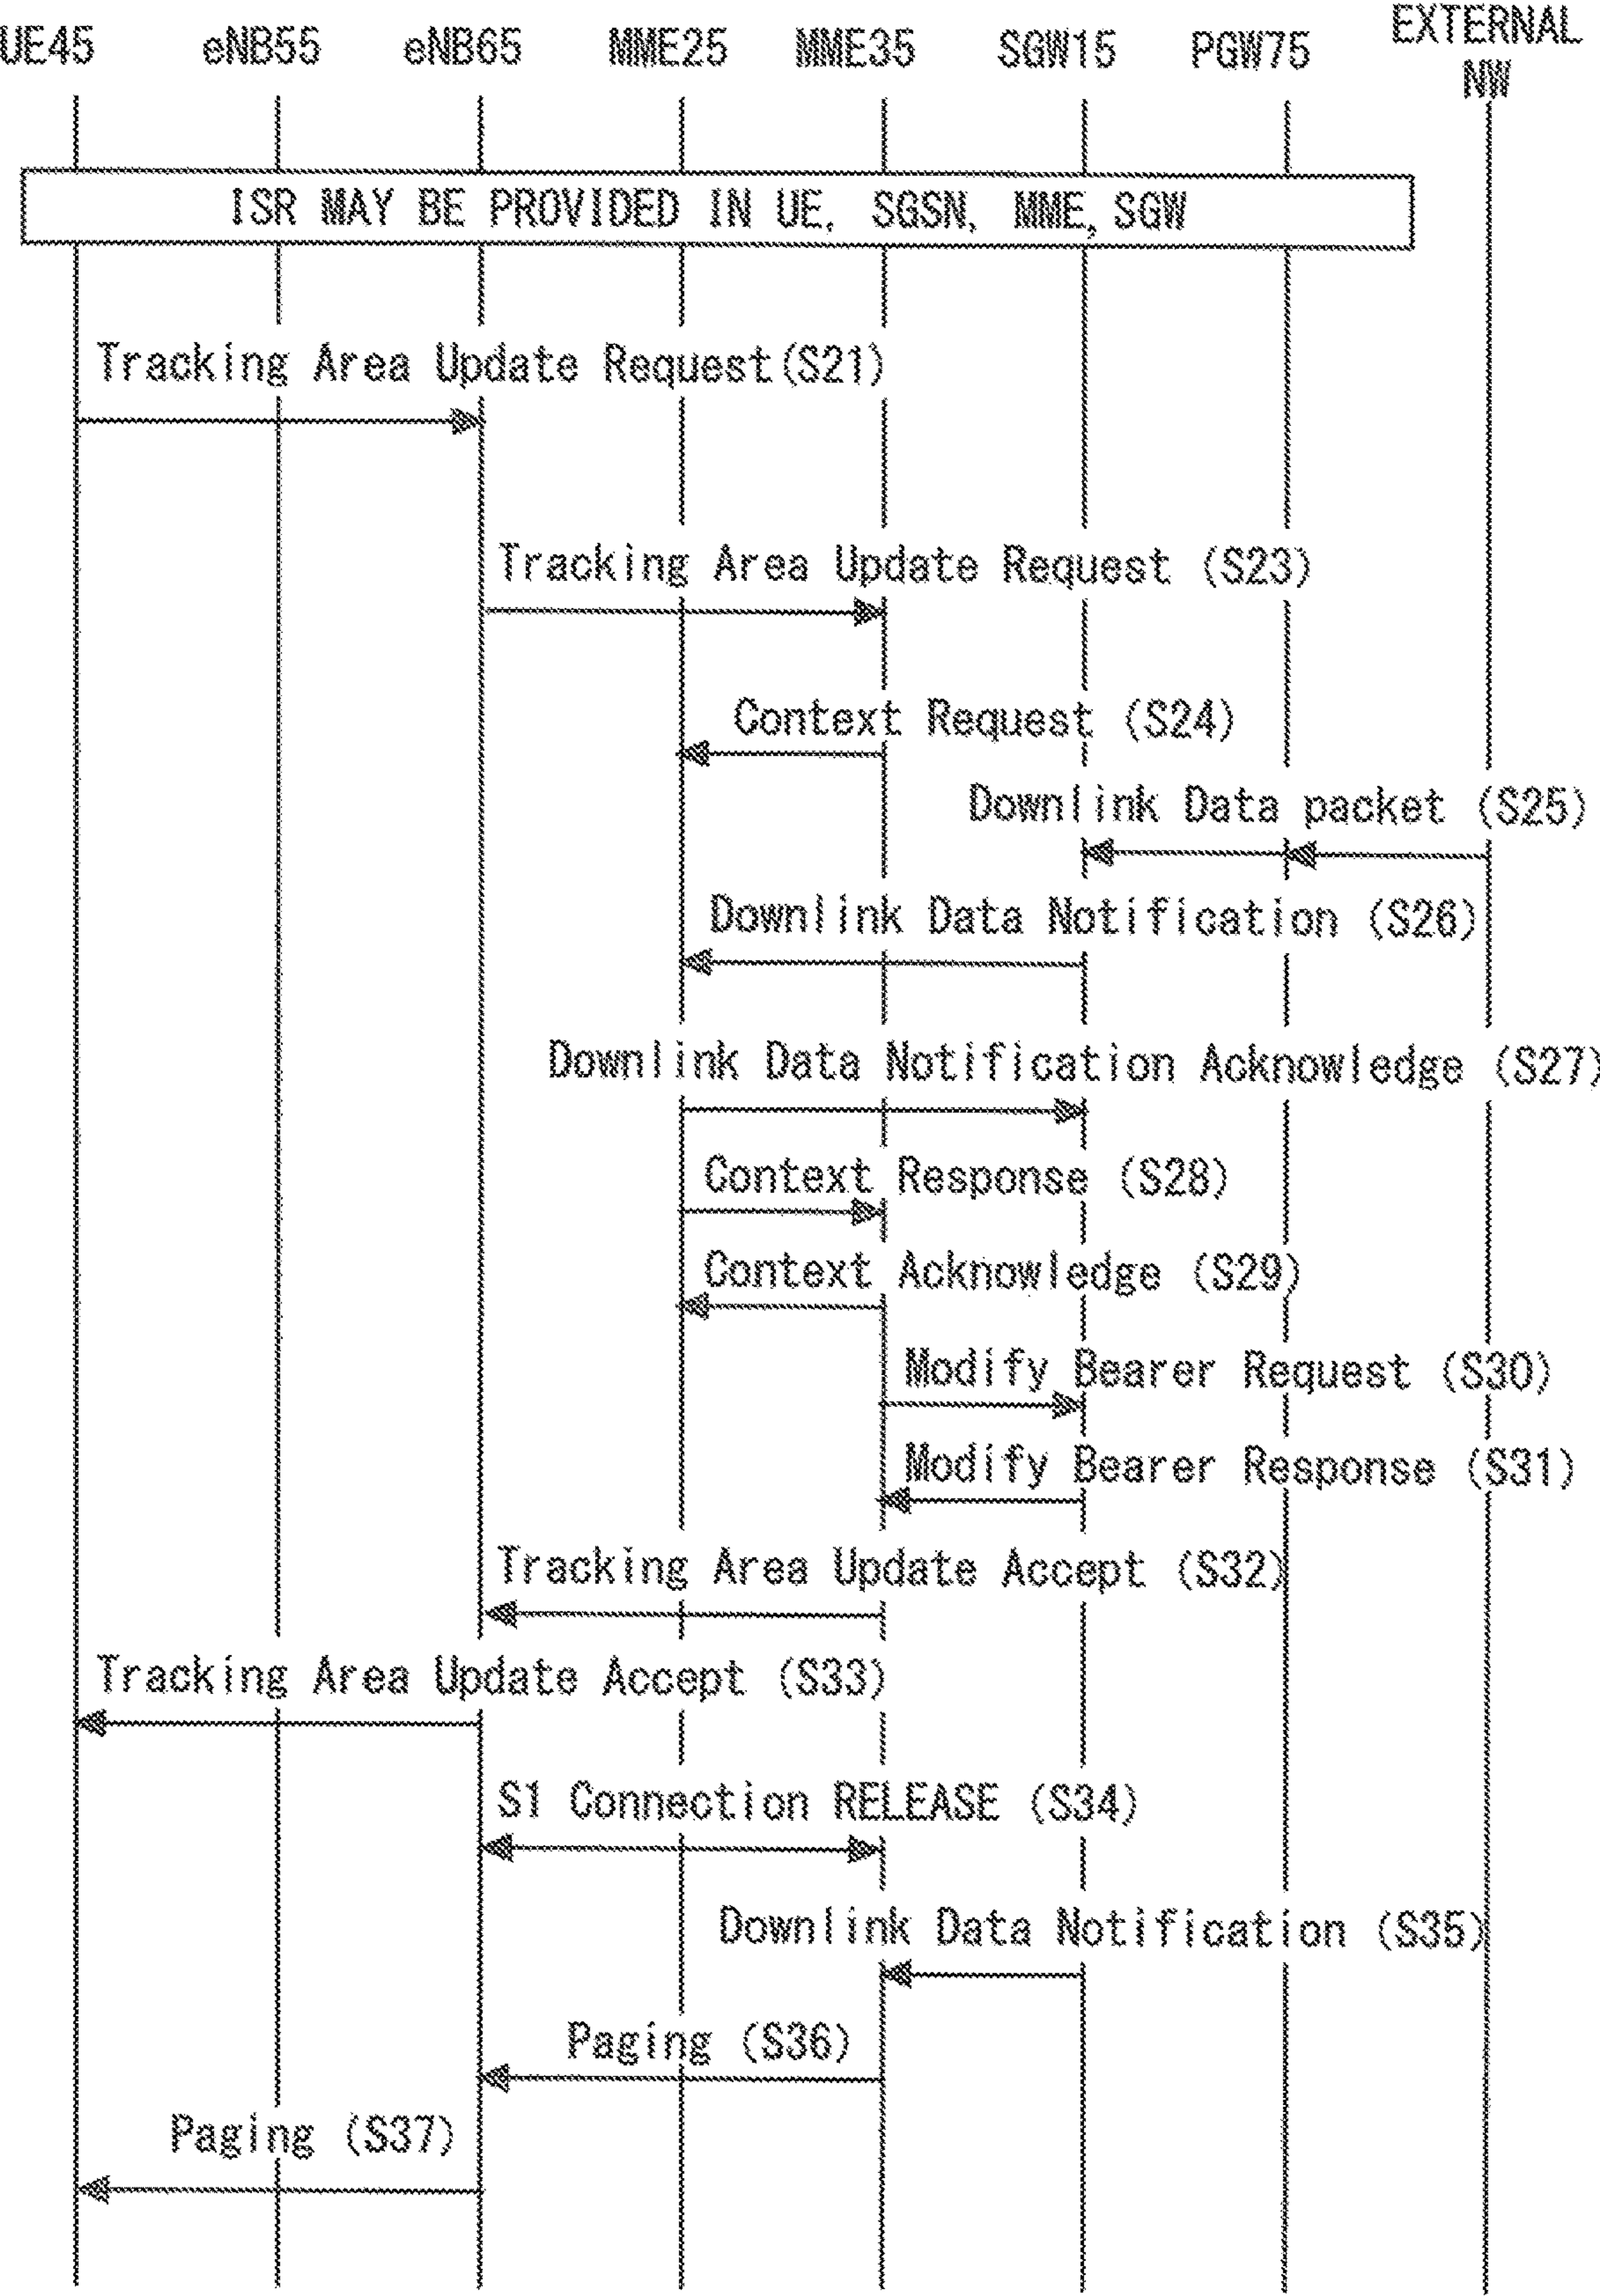 UE45 eNB55 eNB65 MME25 MME35 SGW15 PGW75 EXTERNAL
NW
ISR MAY BE PROVIDED IN UE, SGSN, MME, SGW
Tracking Area Update Request(S21)
Tracking Area Update Request (S23)
Context Request (S24)
Downlink Data packet (S25)
Downlink Data Notification (S26)
Downlink Data Notification Acknowledge (S27)
Context Response (S28)
Context Acknowledge (S29)
Modify Bearer Request (S30)
Modify Bearer Response (S31)
Tracking Area Update Accept (S32)
Tracking Area Update Accept (S33)
S1 Connection RELEASE (S34)
Downlink Data Notification (S35)
Paging (S36)
Paging (S37)